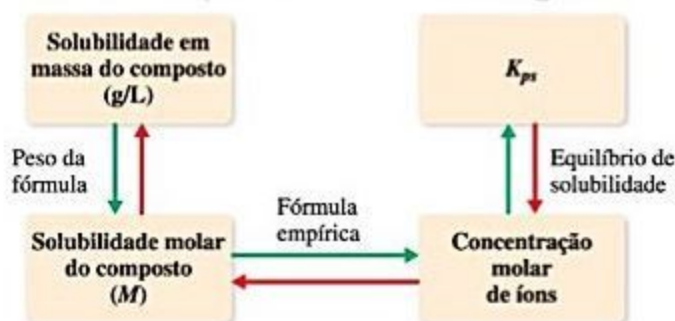 Solubilidade em
massa do composto
(g/L)
K_ps
Peso da
fórmula
Equilíbrio de
solubilidade
Fórmula
empírica
Solubilidade molar
do composto
(M)
Concentração
molar
de íons